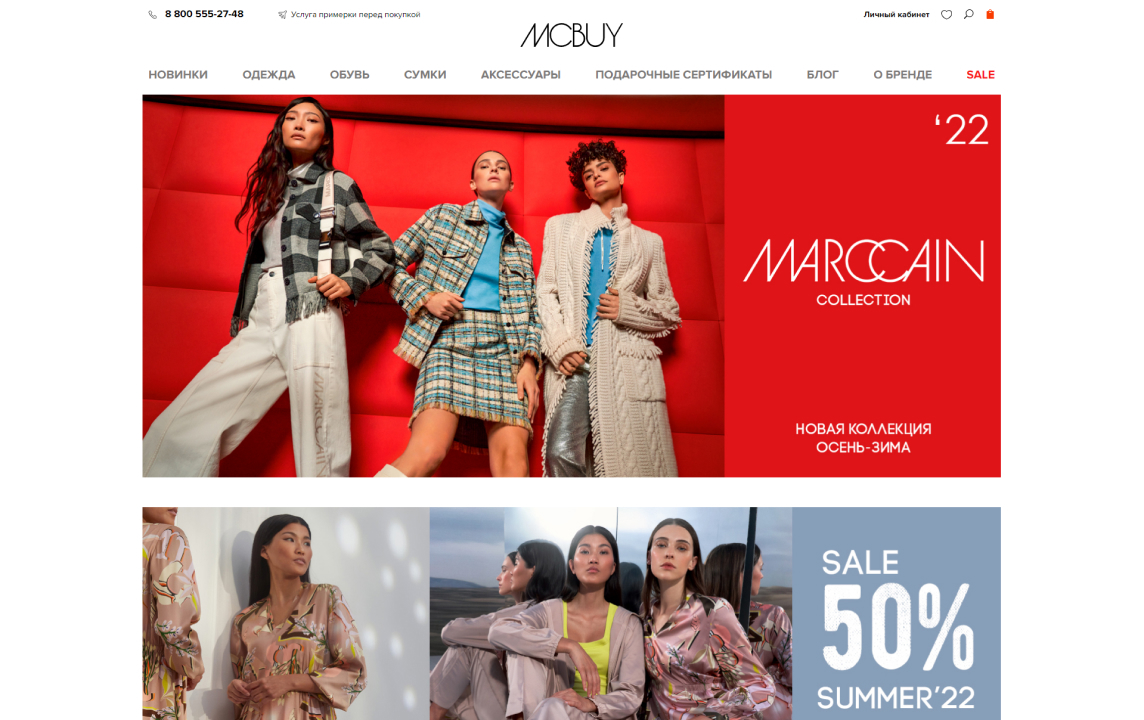 8 800 555-27-48
Услуга примерки перед покупкой
Личный кабинет
MCBUY
НОВИНКИ ОДЕЖДА ОБУВЬ СУМКИ АКСЕССУАРЫ ПОДАРОЧНЫЕ СЕРТИФИКАТЫ БЛОГ О БРЕНДЕ SALE
‘22
MARCCAIN
COLLECTION
НОВАЯ КОЛЛЕКЦИЯ
ОСЕНЬ-ЗИМА
MARCCAIN
SALE
50%
SUMMER’22